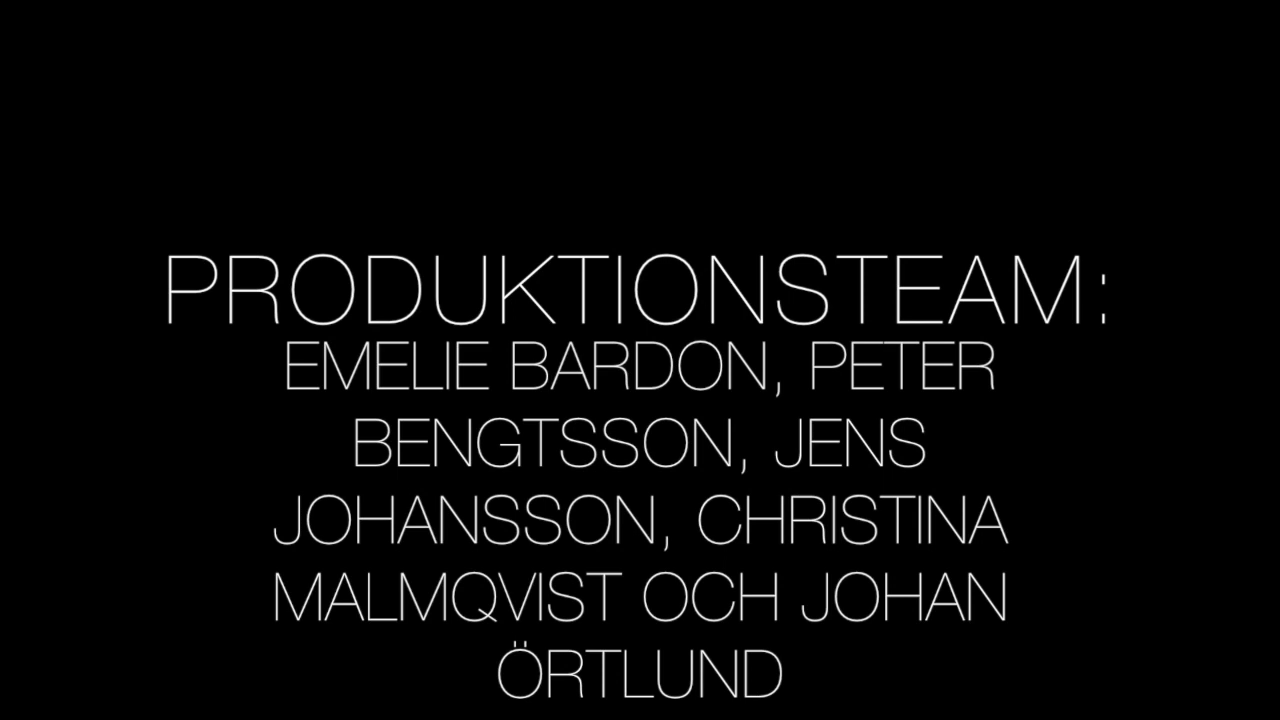 PRODUKTIONSTEAM:
EMELIE BARDON, PETER
BENGTSSON, JENS
JOHANSSON, CHRISTINA
MALMQVIST OCH JOHAN
ÖRTLUND